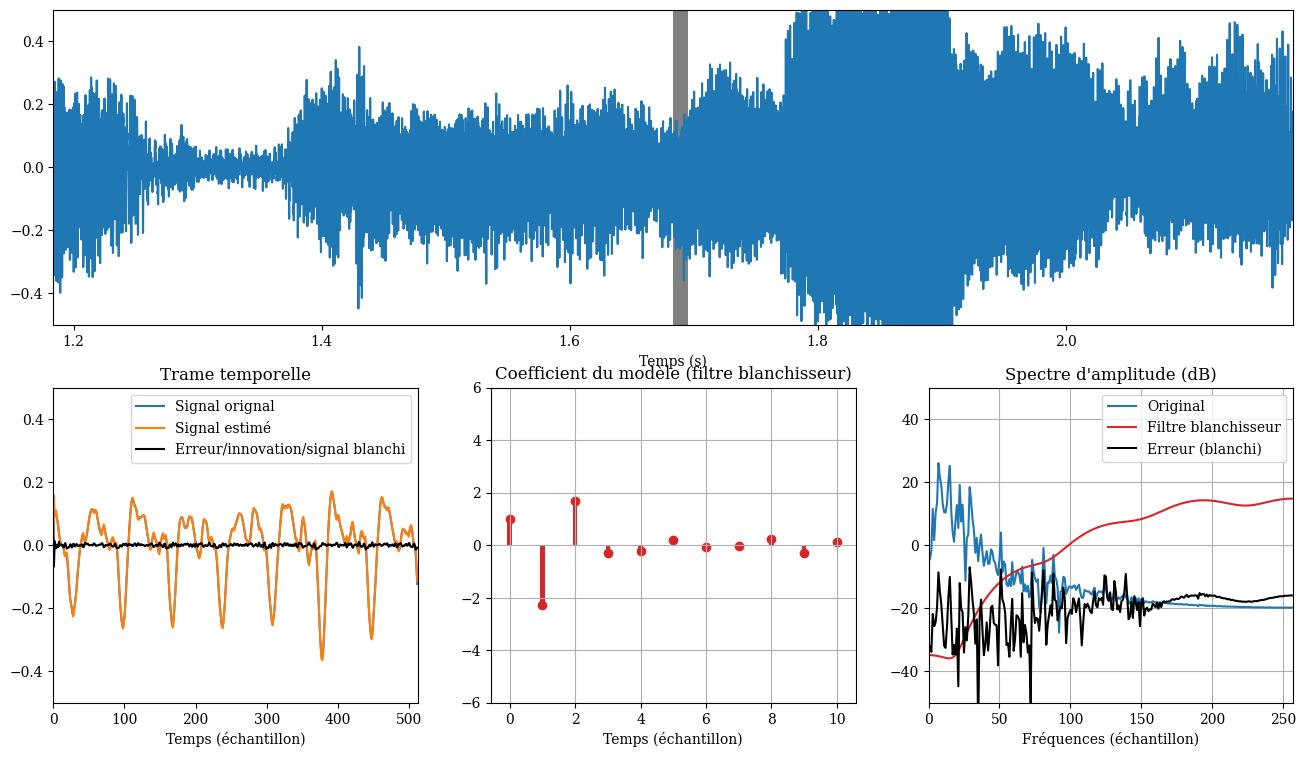 0.4
0.2
0.0
−0.2
−0.4
1.2 1.4 1.6 1.8 2.0
Temps (s)
Trame temporelle
Signal orignal
Signal estimé
Erreur/innovation/signal blanchi
0.4
0.2
0.0
−0.2
−0.4
0 100 200 300 400 500
Temps (échantillon)
Coefficient du modèle (filtre blanchisseur)
6
4
2
0
−2
−4
−6
0 2 4 6 8 10
Temps (échantillon)
Spectre d'amplitude (dB)
Original
Filtre blanchisseur
Erreur (blanchi)
40
20
0
−20
−40
0 50 100 150 200 250
Fréquences (échantillon)